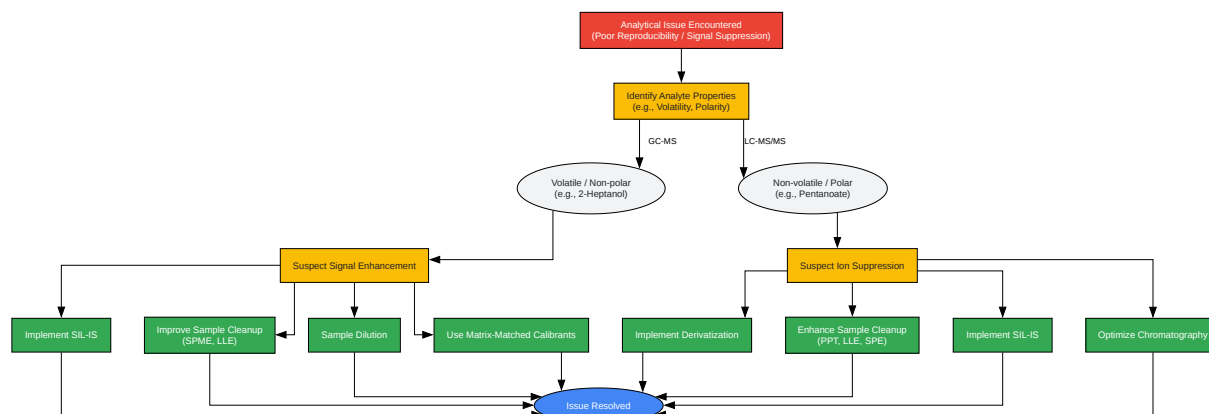 Analytical Issue Encountered
(Poor Reproducibility / Signal Suppression)
Identify Analyte Properties
(e.g., Volatility, Polarity)
GC-MS
LC-MS/MS
Volatile / Non-polar
(e.g., 2-Heptanol)
Non-volatile / Polar
(e.g., Pentanoate)
Suspect Signal Enhancement
Suspect Ion Suppression
Implement SIL-IS
Improve Sample Cleanup
(SPME, LLE)
Sample Dilution
Use Matrix-Matched Calibrants
Implement Derivatization
Enhance Sample Cleanup
(PPT, LLE, SPE)
Implement SIL-IS
Optimize Chromatography
Issue Resolved